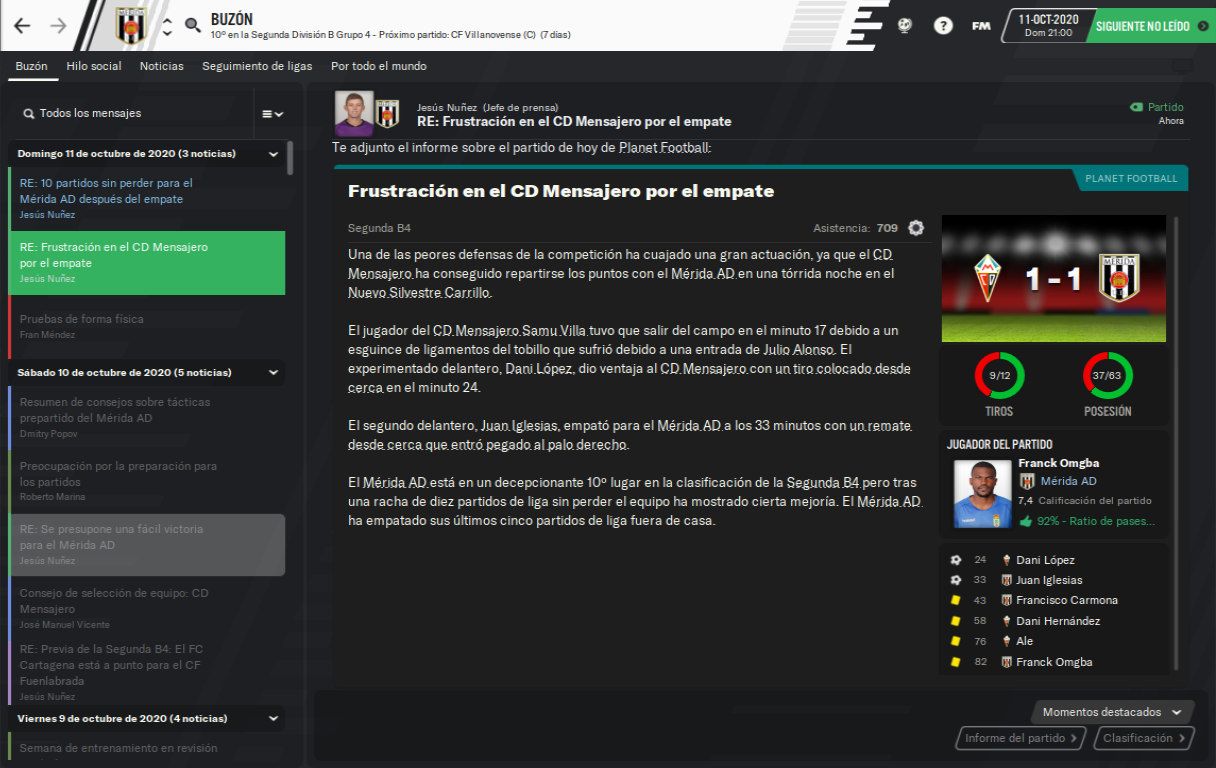 BUZÓN
10º en la Segunda División B Grupo 4 - Próximo partido: CF Villanovense (C) (7 días)
FM
11-OCT-2020
Dom 21:00
SIGUIENTE NO LEÍDO
Buzón
Hilo social
Noticias
Seguimiento de ligas
Por todo el mundo
Todos los mensajes
Domingo 11 de octubre de 2020 (3 noticias)
RE: 10 partidos sin perder para el
Mérida AD después del empate
Jesús Nuñez
RE: Frustración en el CD Mensajero
por el empate
Jesús Nuñez
Pruebas de forma física
Fran Méndez
Sábado 10 de octubre de 2020 (5 noticias)
Resumen de consejos sobre tácticas
prepartido del Mérida AD
Dmitry Popov
Preocupación por la preparación para
los partidos
Roberto Marina
RE: Se presupone una fácil victoria
para el Mérida AD
Jesús Nuñez
Consejo de selección de equipo: CD
Mensajero
José Manuel Vicente
RE: Previa de la Segunda B4: El FC
Cartagena está a punto para el CF
Fuenlabrada
Jesús Nuñez
Viernes 9 de octubre de 2020 (4 noticias)
Semana de entrenamiento en revisión
Jesús Nuñez (Jefe de prensa)
RE: Frustración en el CD Mensajero por el empate
Partido
Ahora
Te adjunto el informe sobre el partido de hoy de Planet Football:
PLANET FOOTBALL
Frustración en el CD Mensajero por el empate
Segunda B4
Asistencia: 709
Una de las peores defensas de la competición ha cuajado una gran actuación, ya que el CD
Mensajero ha conseguido repartirse los puntos con el Mérida AD en una tórrida noche en el
Nuevo Silvestre Carrillo.
El jugador del CD Mensajero Samu Villa tuvo que salir del campo en el minuto 17 debido a un
esguince de ligamentos del tobillo que sufrió debido a una entrada de Julio Alonso. El
experimentado delantero, Dani López, dio ventaja al CD Mensajero con un tiro colocado desde
cerca en el minuto 24.
El segundo delantero, Juan Iglesias, empató para el Mérida AD a los 33 minutos con un remate
desde cerca que entró pegado al palo derecho.
El Mérida AD está en un decepcionante 10º lugar en la clasificación de la Segunda B4 pero tras
una racha de diez partidos de liga sin perder el equipo ha mostrado cierta mejoría. El Mérida AD
ha empatado sus últimos cinco partidos de liga fuera de casa.
1 - 1
MÉRIDA
9/12
37/63
TIROS
POSESIÓN
JUGADOR DEL PARTIDO
Franck Omgba
Mérida AD
7,4 Calificación del partido
92% - Ratio de pases...
24 Dani López
33 Juan Iglesias
43 Francisco Carmona
58 Dani Hernández
76 Ale
82 Franck Omgba
Momentos destacados
Informe del partido
Clasificación